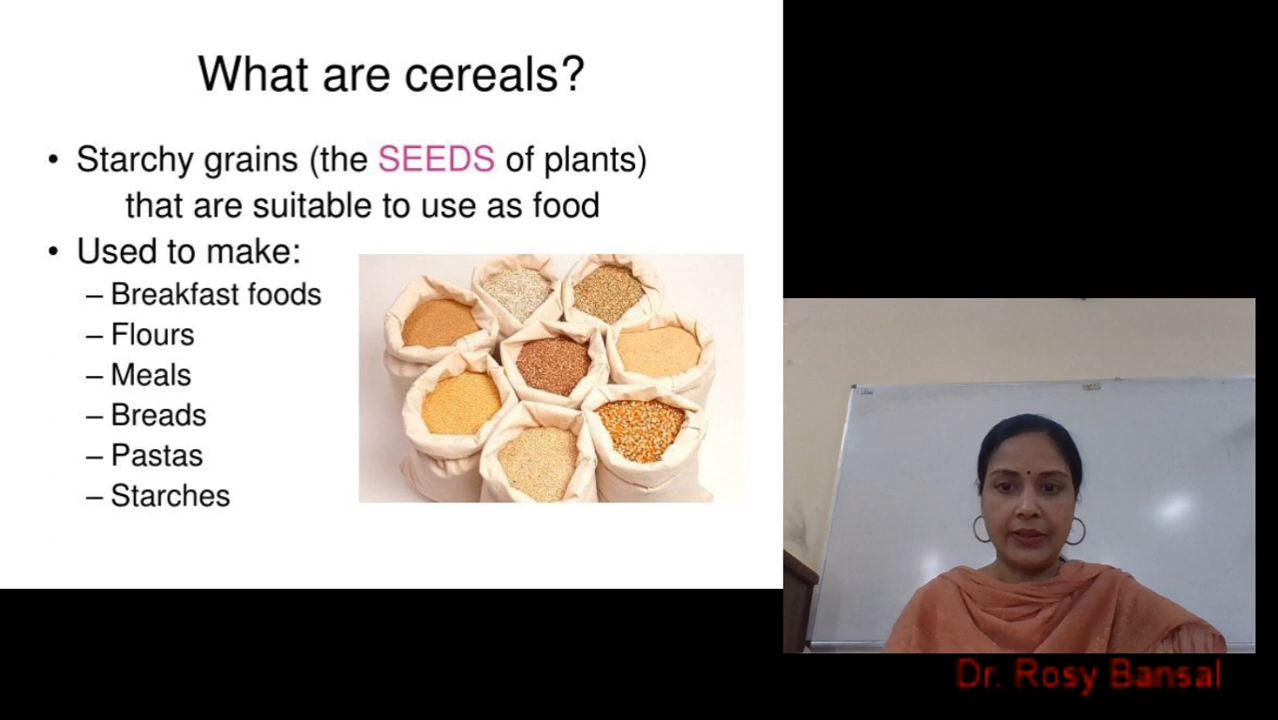 What are cereals?
• Starchy grains (the SEEDS of plants)
that are suitable to use as food
• Used to make:
– Breakfast foods
– Flours
– Meals
– Breads
– Pastas
– Starches
Dr. Rosy Bansal